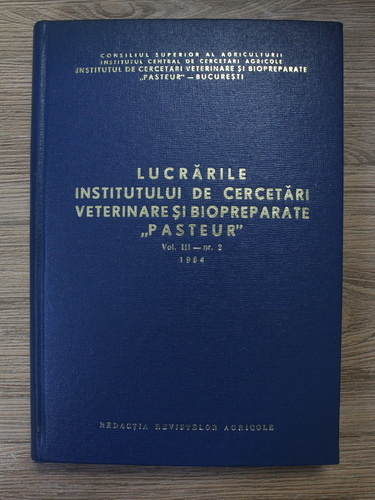 CONSILIUL SUPERIOR AL AGRICULTURII
INSTITUTUL CENTRAL DE CERCETĂRI AGRICOLE
INSTITUTUL DE CERCETĂRI VETERINARE ȘI BIOPREPARATE
„PASTEUR” — BUCUREȘTI
LUCRĂRILE
INSTITUTULUI DE CERCETĂRI
VETERINARE ȘI BIOPREPARATE
„PASTEUR”
Vol. III — nr. 2
1964
REDACȚIA REVISTELOR AGRICOLE